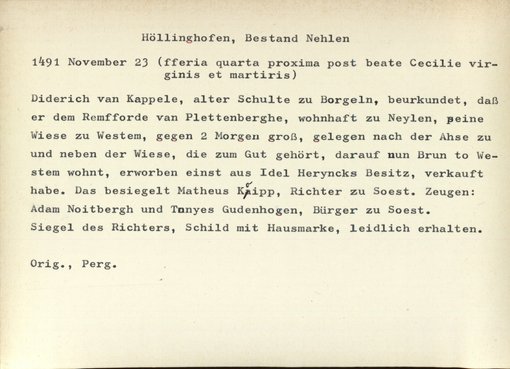 Höllinghofen, Bestand Nehlen
1491 November 23 (fferia quarta proxima post beate Cecilie vir-
ginis et martiris)
Diderich van Kappele, alter Schulte zu Borgeln, beurkundet, daß
er dem Remfforde van Plettenberghe, wohnhaft zu Neylen, seine
Wiese zu Westem, gegen 2 Morgen groß, gelegen nach der Ahse zu
und neben der Wiese, die zum Gut gehört, darauf nun Brun to We-
stem wohnt, erworben einst aus Idel Heryncks Besitz, verkauft
habe. Das besiegelt Matheus , Richter zu Soest. Zeugen:
Adam Noitbergh und Tonyes Gudenhogen, Bürger zu Soest.
Siegel des Richters, Schild mit Hausmarke, leidlich erhalten.
Orig., Perg.